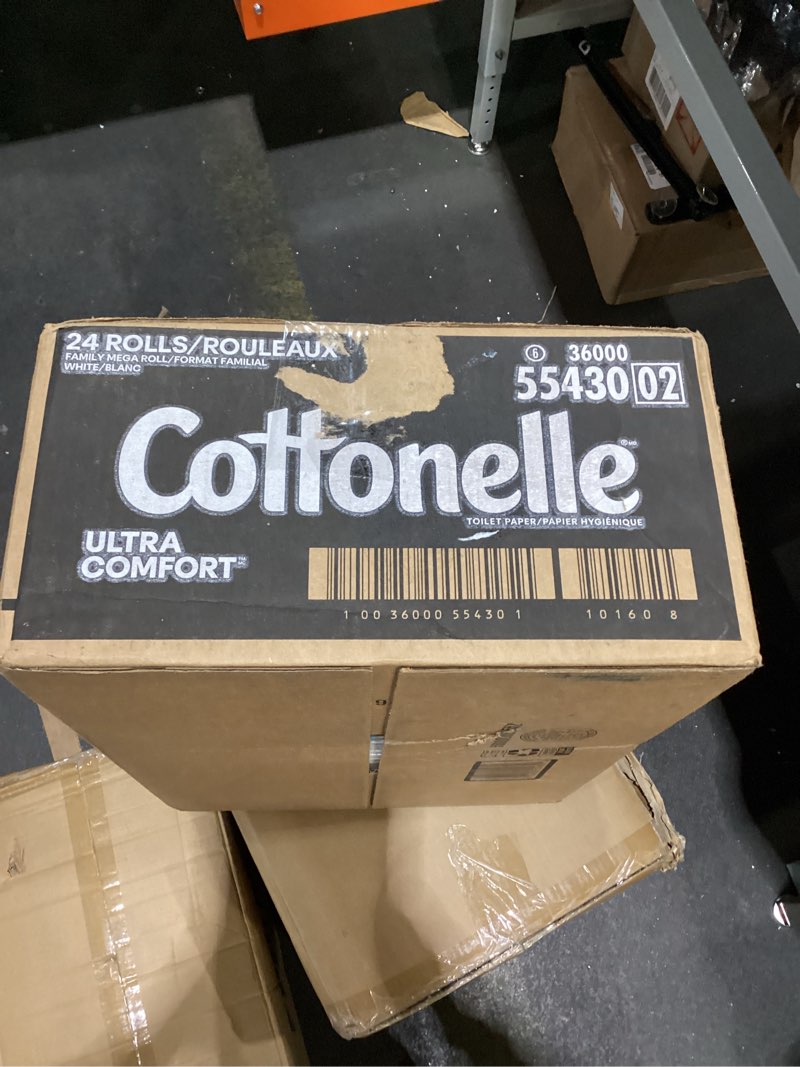 24 ROLLS/ROULEAUX
FAMILY MEGA ROLL/FORMAT FAMILIAL
WHITE/BLANC
6 36000
55430 02
Cottonelle
TOILET PAPER/PAPIER HYGIÉNIQUE
ULTRA
COMFORT™
1 00 36000 55430 1
10160 8